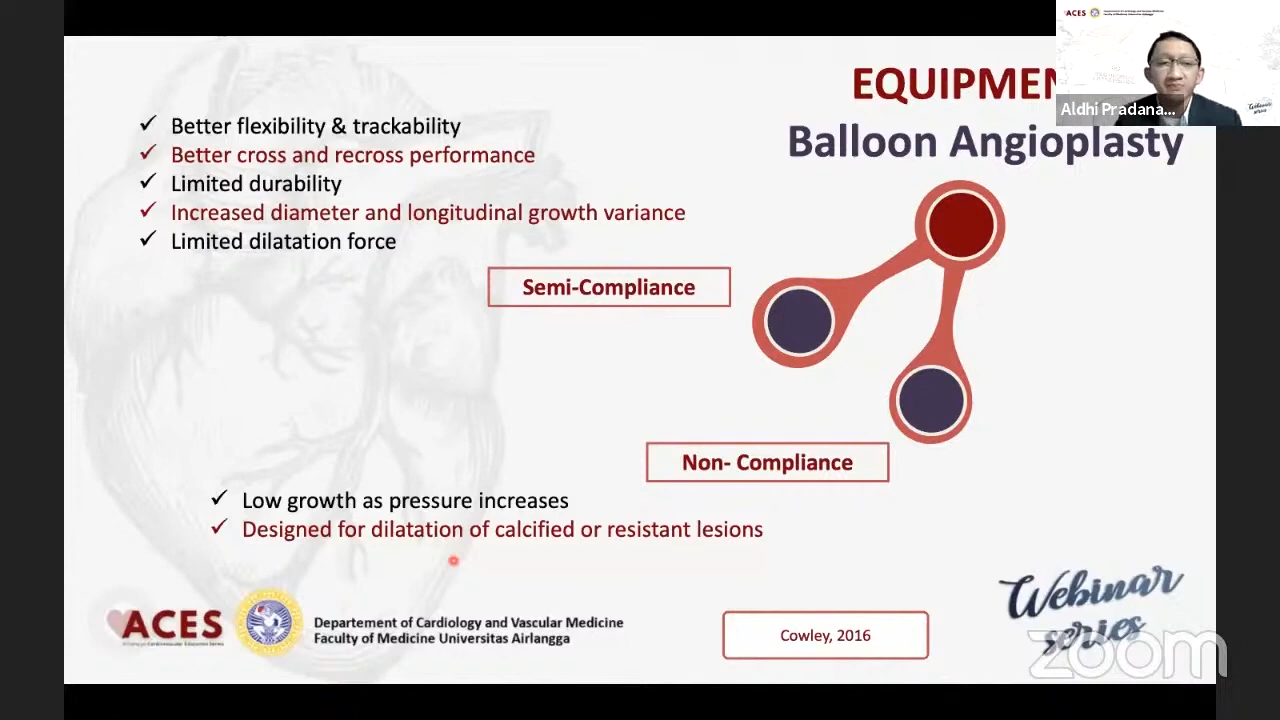 EQUIPMEN
Balloon Angioplasty
Better flexibility & trackability
Better cross and recross performance
Limited durability
Increased diameter and longitudinal growth variance
Limited dilatation force
Semi-Compliance
Non- Compliance
Low growth as pressure increases
Designed for dilatation of calcified or resistant lesions
ACES
Departement of Cardiology and Vascular Medicine
Faculty of Medicine Universitas Airlangga
Cowley, 2016
Webinar
series
zoom
ACES
Aldhi Pradana...